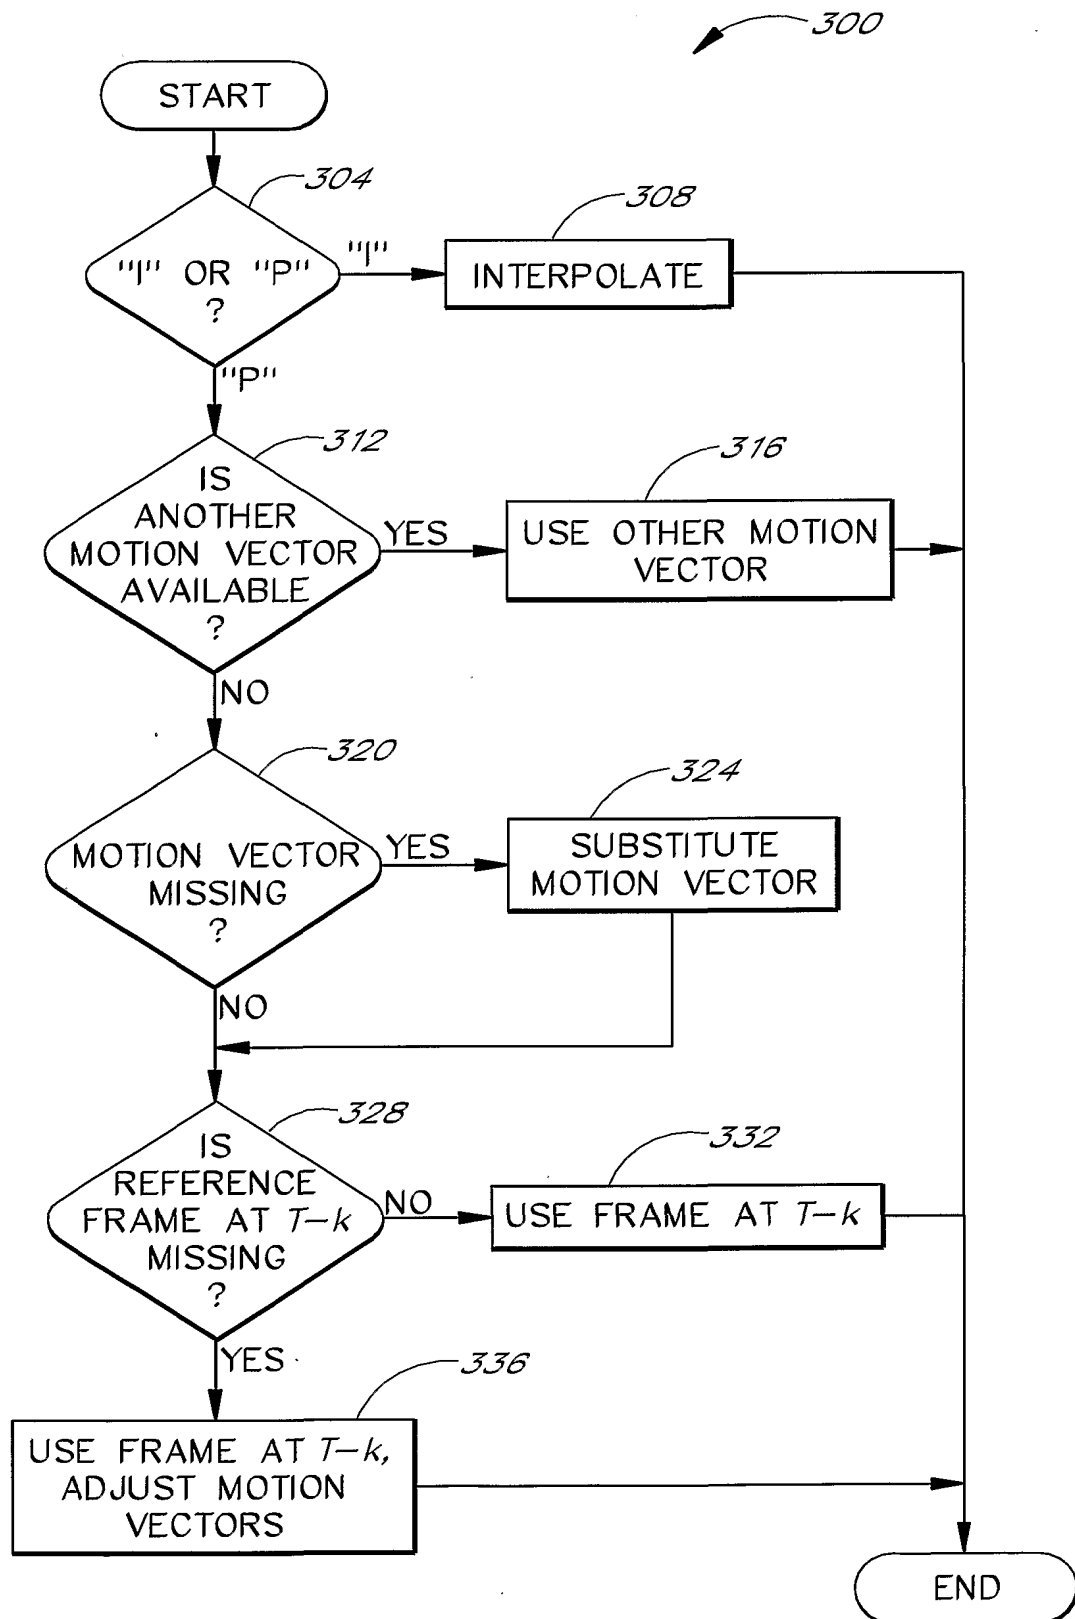 300
START
304
"I" OR "P"
?
"I"
308
INTERPOLATE
"P"
312
IS
ANOTHER
MOTION VECTOR
AVAILABLE
?
YES
316
USE OTHER MOTION
VECTOR
NO
320
MOTION VECTOR
MISSING
?
YES
324
SUBSTITUTE
MOTION VECTOR
NO
328
IS
REFERENCE
FRAME AT T-k
MISSING
?
NO
332
USE FRAME AT T-k
YES
336
USE FRAME AT T-k,
ADJUST MOTION
VECTORS
END